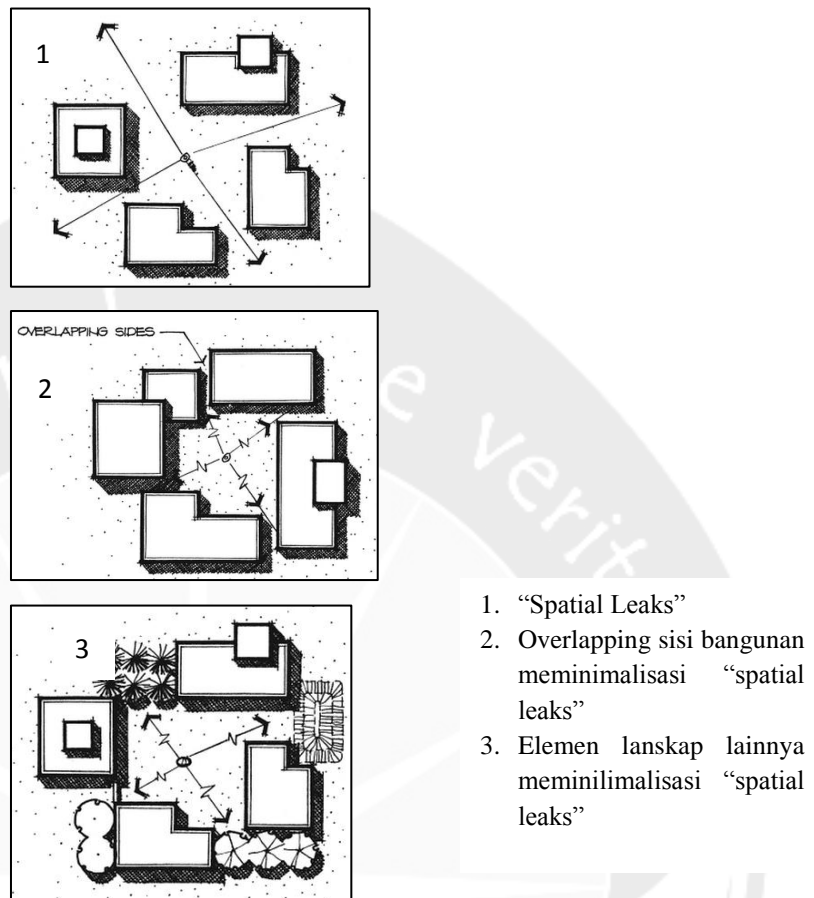 1
OVERLAPPING SIDES
2
3
1. “Spatial Leaks”
2. Overlapping sisi bangunan
meminimalisasi “spatial
leaks”
3. Elemen lanskap lainnya
meminilimalisasi “spatial
leaks”
e verit